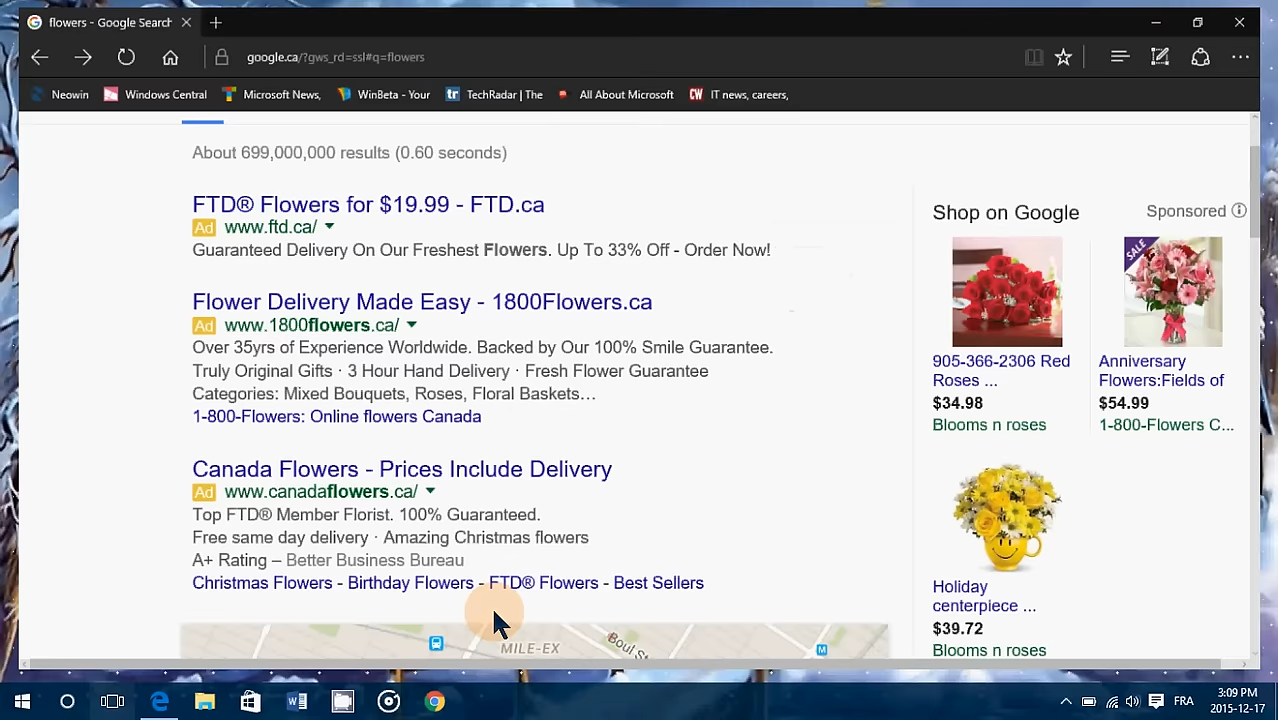 flowers - Google Search
google.ca/?gws_rd=ssl#q=flowers
Neowin Windows Central Microsoft News, WinBeta - Your tr TechRadar | The All About Microsoft CW IT news, careers,
About 699,000,000 results (0.60 seconds)
FTD® Flowers for $19.99 - FTD.ca
Ad www.ftd.ca/
Guaranteed Delivery On Our Freshest Flowers. Up To 33% Off - Order Now!
Flower Delivery Made Easy - 1800Flowers.ca
Ad www.1800flowers.ca/
Over 35yrs of Experience Worldwide. Backed by Our 100% Smile Guarantee.
Truly Original Gifts · 3 Hour Hand Delivery · Fresh Flower Guarantee
Categories: Mixed Bouquets, Roses, Floral Baskets…
1-800-Flowers: Online flowers Canada
Canada Flowers - Prices Include Delivery
Ad www.canadaflowers.ca/
Top FTD® Member Florist. 100% Guaranteed.
Free same day delivery · Amazing Christmas flowers
A+ Rating – Better Business Bureau
Christmas Flowers - Birthday Flowers - FTD® Flowers - Best Sellers
MILE-EX
Boul St
M
Shop on Google Sponsored
905-366-2306 Red
Roses ...
$34.98
Blooms n roses
SALE
Anniversary
Flowers:Fields of
$54.99
1-800-Flowers C...
Holiday
centerpiece ...
$39.72
Blooms n roses
FRA
3:09 PM
2015-12-17